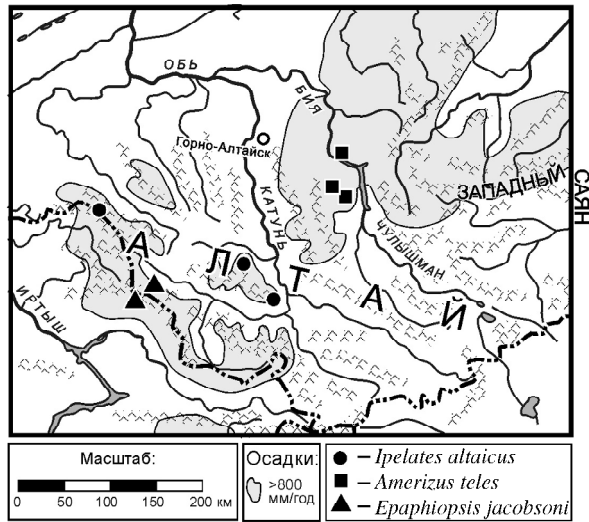 ОБЬ
БИЯ
Горно-Алтайск
КАТУНЬ
ЗАПАДНЫЙ
САЯН
ЧУЛЫШМАН
АЛТАЙ
ИРТЫШ
Масштаб:
0 50 100 150 200 км
Осадки:
>800
мм/год
– Ipelates altaicus
– Amerizus teles
– Epaphiopsis jacobsoni